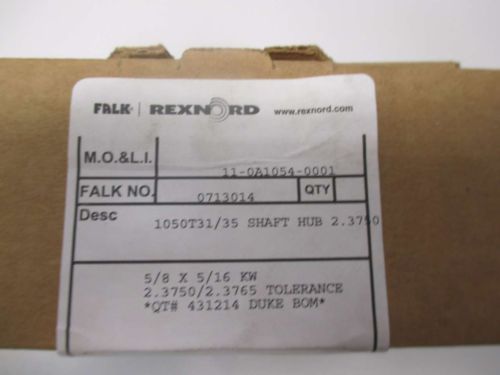 FALK REXNORD www.rexnord.com
M.O.&L.I. 11-0A1054-0001
FALK NO. 0713014 QTY
Desc 1050T31/35 SHAFT HUB 2.3750
5/8 X 5/16 KW
2.3750/2.3765 TOLERANCE
*QT# 431214 DUKE BOM*